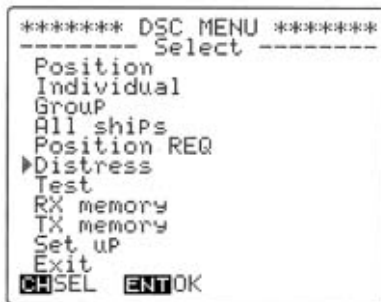 ******* DSC MENU *******
-------- Select --------
Position
Individual
Group
All ships
Position REQ
▶Distress
Test
RX memory
TX memory
Set up
Exit
CH SEL ENT OK